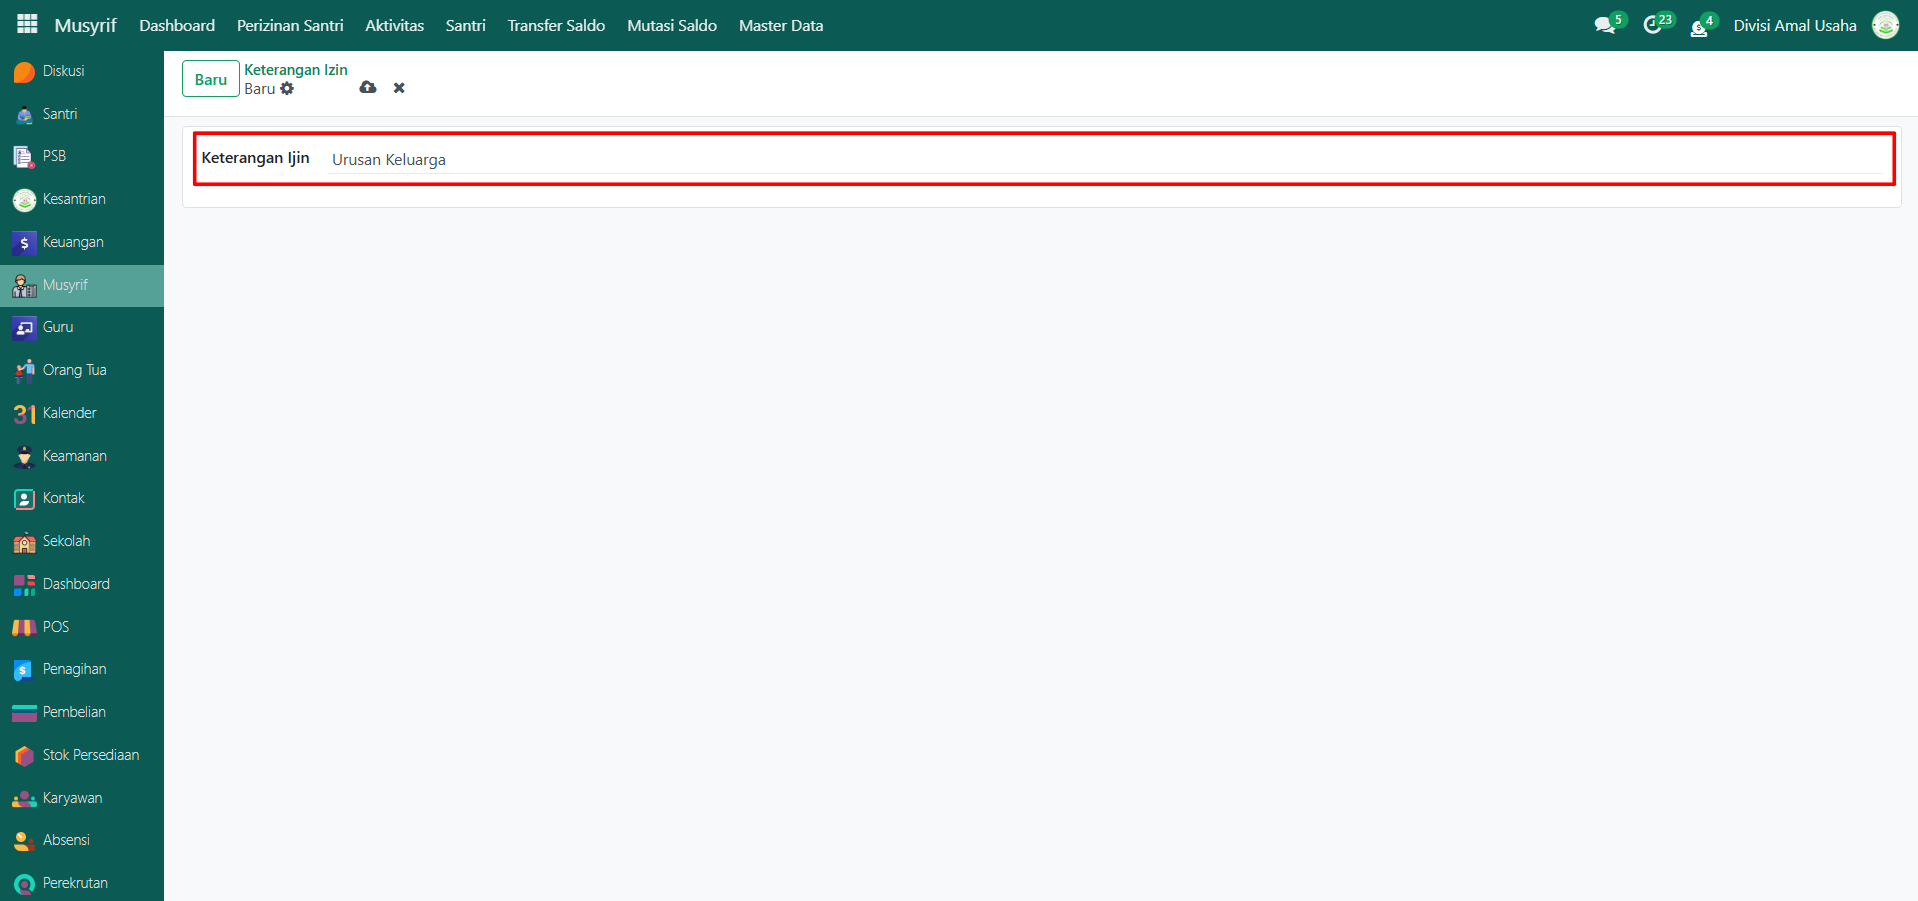 Musyrif Dashboard Perizinan Santri Aktivitas Santri Transfer Saldo Mutasi Saldo Master Data 5 23 4 Divisi Amal Usaha
Diskusi
Santri
PSB
Kesantrian
$ Keuangan
Musyrif
Guru
Orang Tua
31 Kalender
Keamanan
Kontak
Sekolah
Dashboard
POS
$ Penagihan
Pembelian
Stok Persediaan
Karyawan
Absensi
Perekrutan
Baru
Keterangan Izin
Baru
Keterangan Ijin Urusan Keluarga